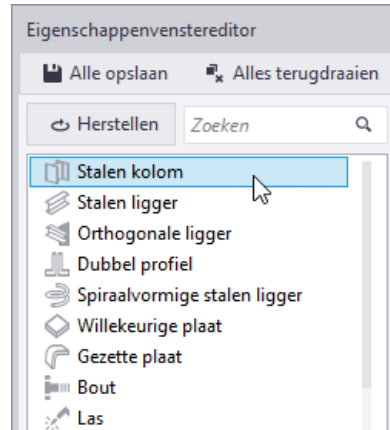 Eigenschappenvenstereditor
Alle opslaan Alles terugdraaien
Herstellen Zoeken
Stalen kolom
Stalen ligger
Orthogonale ligger
Dubbel profiel
Spiraalvormige stalen ligger
Willekeurige plaat
Gezette plaat
Bout
Las